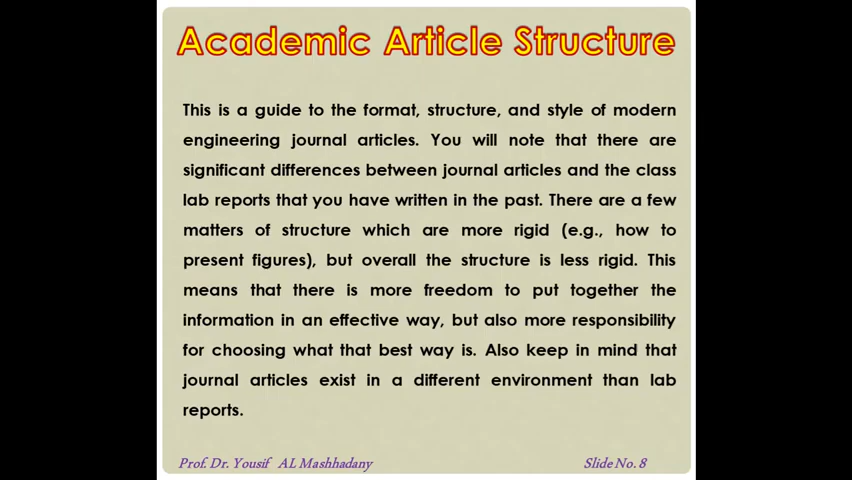 Academic Article Structure
This is a guide to the format, structure, and style of modern
engineering journal articles. You will note that there are
significant differences between journal articles and the class
lab reports that you have written in the past. There are a few
matters of structure which are more rigid (e.g., how to
present figures), but overall the structure is less rigid. This
means that there is more freedom to put together the
information in an effective way, but also more responsibility
for choosing what that best way is. Also keep in mind that
journal articles exist in a different environment than lab
reports.
Prof. Dr. Yousif AL Mashhadany Slide No. 8